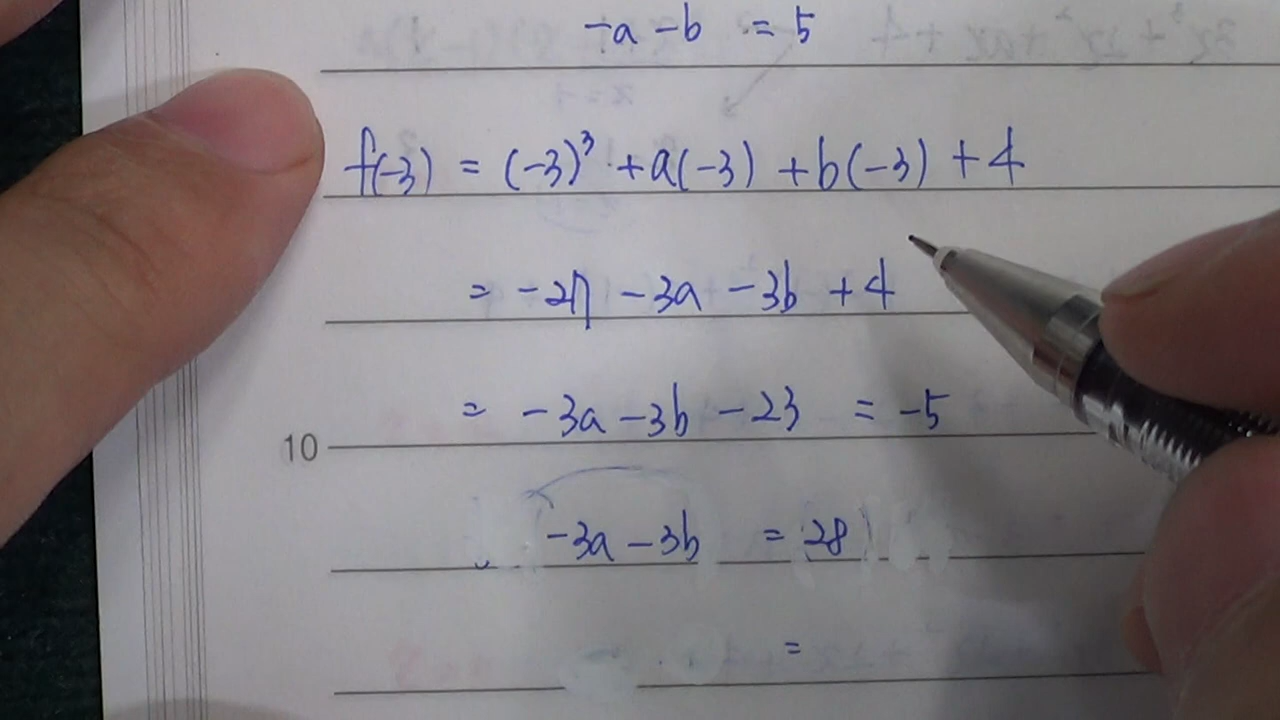 -a -b = 5
f(-3) = (-3)³ + a(-3) + b(-3) + 4
= -27 -3a -3b +4
= -3a -3b -23 = -5
10
-3a -3b = 28
=